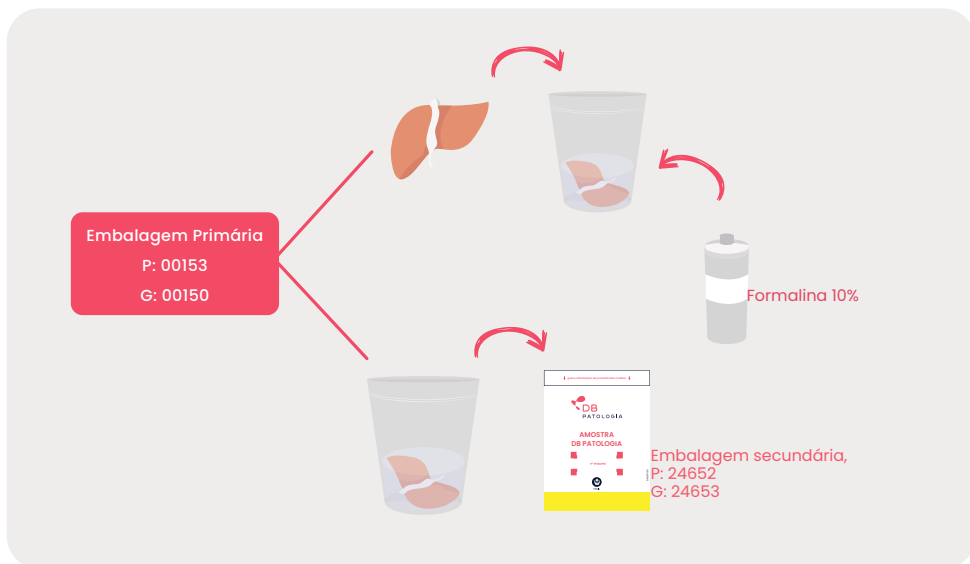 Embalagem Primária
P: 00153
G: 00150
Formalina 10%
DB
PATOLOGIA
AMOSTRA
DB PATOLOGIA
Embalagem secundária,
P: 24652
G: 24653